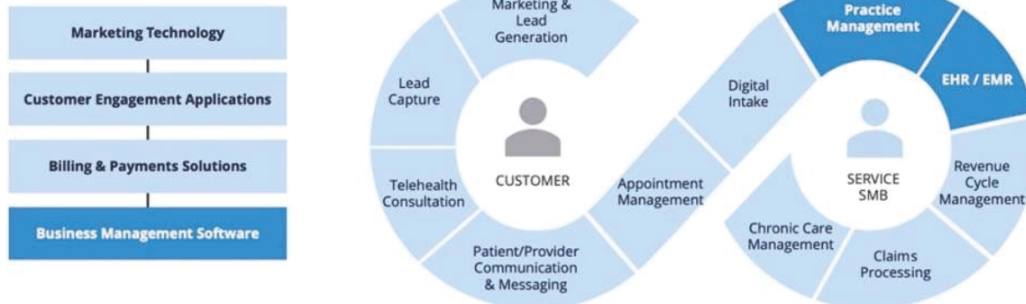 Marketing Technology
Customer Engagement Applications
Billing & Payments Solutions
Business Management Software
Marketing &
Lead
Generation
Lead
Capture
Telehealth
Consultation
Patient/Provider
Communication
& Messaging
CUSTOMER
Appointment
Management
Digital
Intake
Practice
Management
EHR / EMR
Revenue
Cycle
Management
Claims
Processing
Chronic Care
Management
SERVICE
SMB